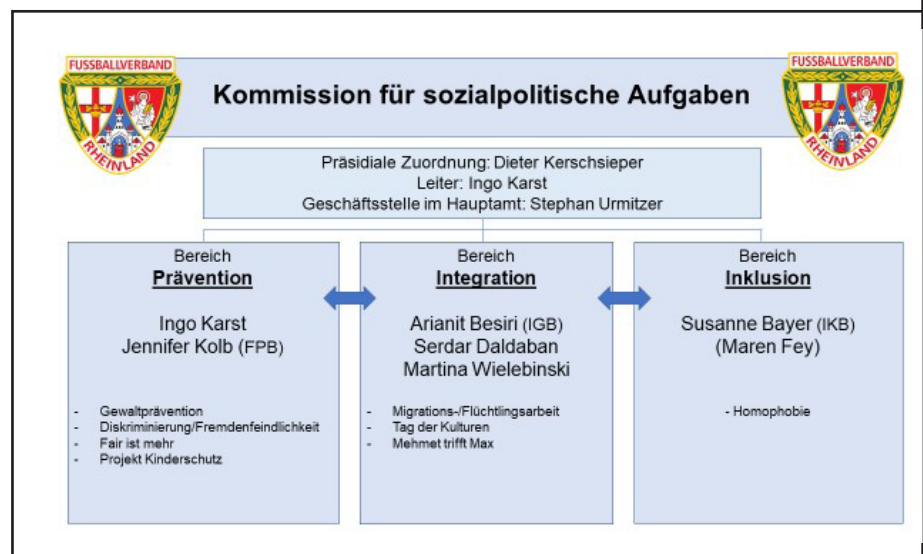 FUSSBALLVERBAND
RHEINLAND
Kommission für sozialpolitische Aufgaben
FUSSBALLVERBAND
RHEINLAND
Präsidiale Zuordnung: Dieter Kerschsieper
Leiter: Ingo Karst
Geschäftsstelle im Hauptamt: Stephan Urmitzer
Bereich
Prävention
Ingo Karst
Jennifer Kolb (FPB)
- Gewaltprävention
- Diskriminierung/Fremdenfeindlichkeit
- Fair ist mehr
- Projekt Kinderschutz
Bereich
Integration
Arianit Besiri (IGB)
Serdar Daldaban
Martina Wielebinski
- Migrations-/Flüchtlingsarbeit
- Tag der Kulturen
- Mehmet trifft Max
Bereich
Inklusion
Susanne Bayer (IKB)
(Maren Fey)
- Homophobie